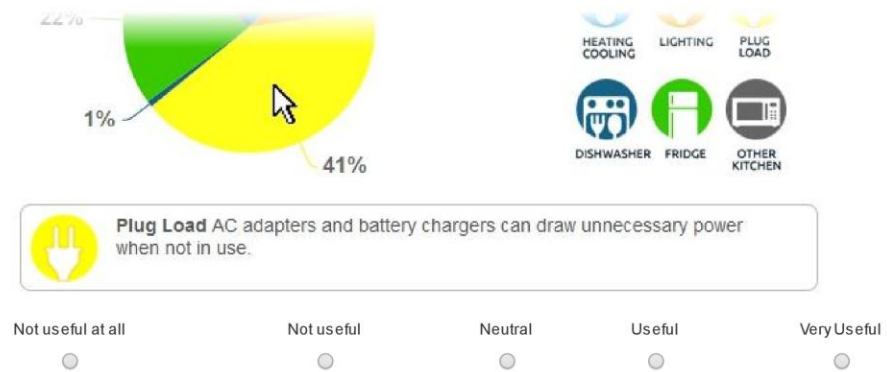 22%
HEATING COOLING
LIGHTING
PLUG LOAD
1%
41%
DISHWASHER
FRIDGE
OTHER KITCHEN
Plug Load AC adapters and battery chargers can draw unnecessary power
when not in use.
Not useful at all
Not useful
Neutral
Useful
Very Useful